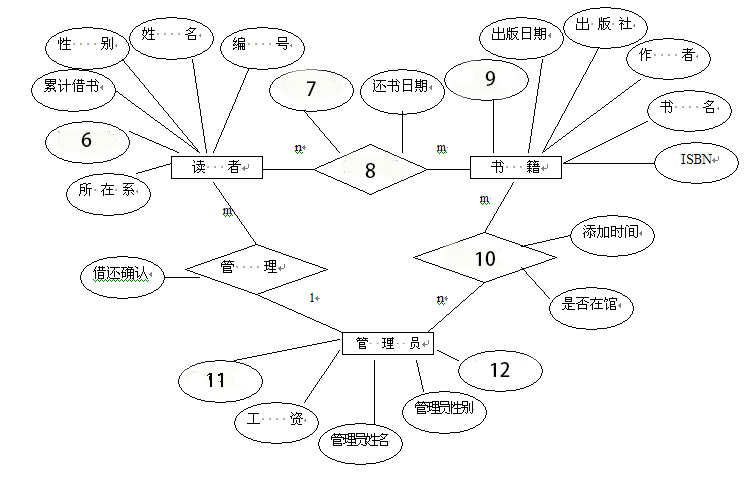 出版社
姓名
出版日期
性别
编号
作者
累计借书
7
还书日期
9
书名
6
n
m
读者
8
书籍
ISBN
所在系
m
m
添加时间
借还确认
管理
10
1
n
是否在馆
管理员
11
12
工资
管理员性别
管理员姓名